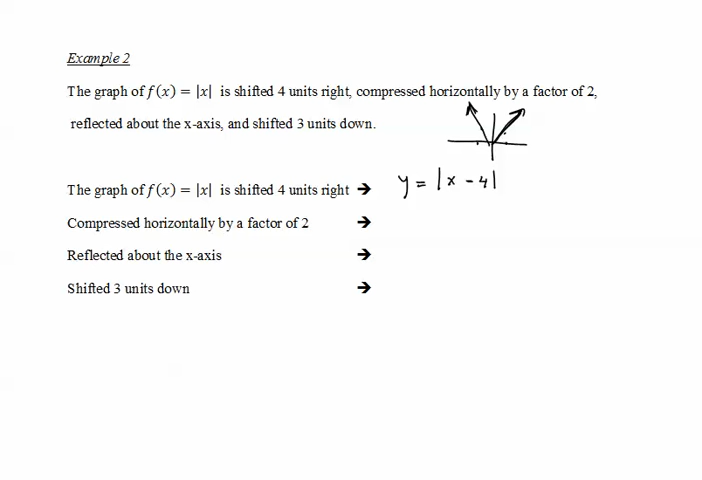 Example 2
The graph of f(x) = |x| is shifted 4 units right, compressed horizontally by a factor of 2,
reflected about the x-axis, and shifted 3 units down.
The graph of f(x) = |x| is shifted 4 units right ➔ y = |x - 4|
Compressed horizontally by a factor of 2 ➔
Reflected about the x-axis ➔
Shifted 3 units down ➔